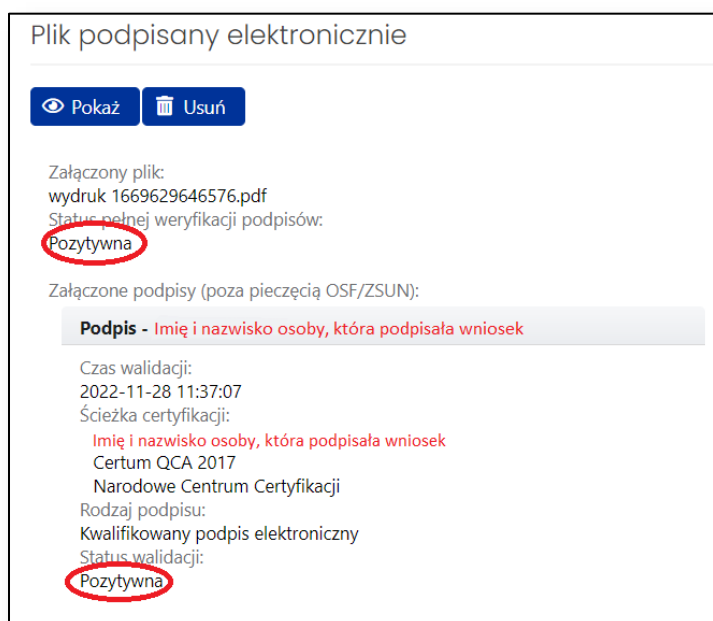 Plik podpisany elektronicznie
Pokaż Usuń
Załączony plik:
wydruk 1669629646576.pdf
Status pełnej weryfikacji podpisów:
Pozytywna
Załączone podpisy (poza pieczęcią OSF/ZSUN):
Podpis - Imię i nazwisko osoby, która podpisała wniosek
Czas walidacji:
2022-11-28 11:37:07
Ścieżka certyfikacji:
Imię i nazwisko osoby, która podpisała wniosek
Certum QCA 2017
Narodowe Centrum Certyfikacji
Rodzaj podpisu:
Kwalifikowany podpis elektroniczny
Status walidacji:
Pozytywna